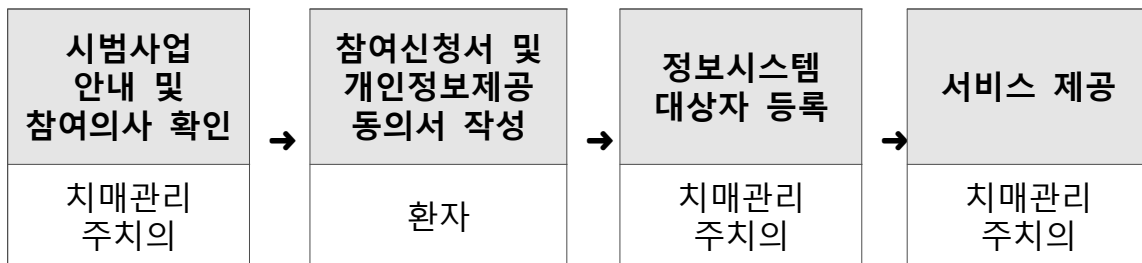 시범사업
안내 및
참여의사 확인
치매관리
주치의
➜
참여신청서 및
개인정보제공
동의서 작성
환자
➜
정보시스템
대상자 등록
치매관리
주치의
➜
서비스 제공
치매관리
주치의